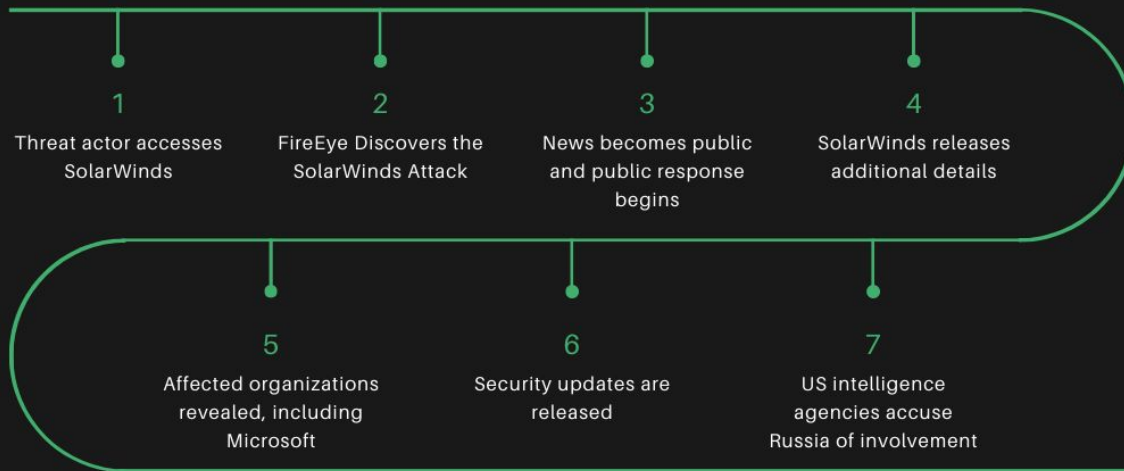 1
Threat actor accesses
SolarWinds
2
FireEye Discovers the
SolarWinds Attack
3
News becomes public
and public response
begins
4
SolarWinds releases
additional details
5
Affected organizations
revealed, including
Microsoft
6
Security updates are
released
7
US intelligence
agencies accuse
Russia of involvement